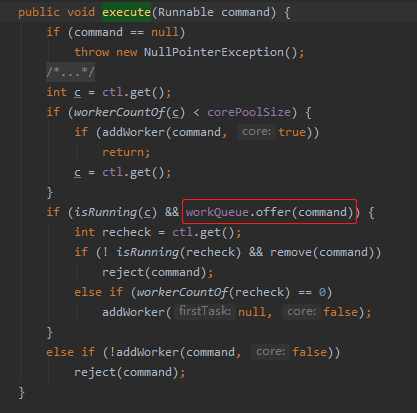 public void execute(Runnable command) {
if (command == null)
throw new NullPointerException();
/*...*/
int c = ctl.get();
if (workerCountOf(c) < corePoolSize) {
if (addWorker(command, core: true))
return;
c = ctl.get();
}
if (isRunning(c) && workQueue.offer(command)) {
int recheck = ctl.get();
if (! isRunning(recheck) && remove(command))
reject(command);
else if (workerCountOf(recheck) == 0)
addWorker( firstTask: null, core: false);
}
else if (!addWorker(command, core: false))
reject(command);
}